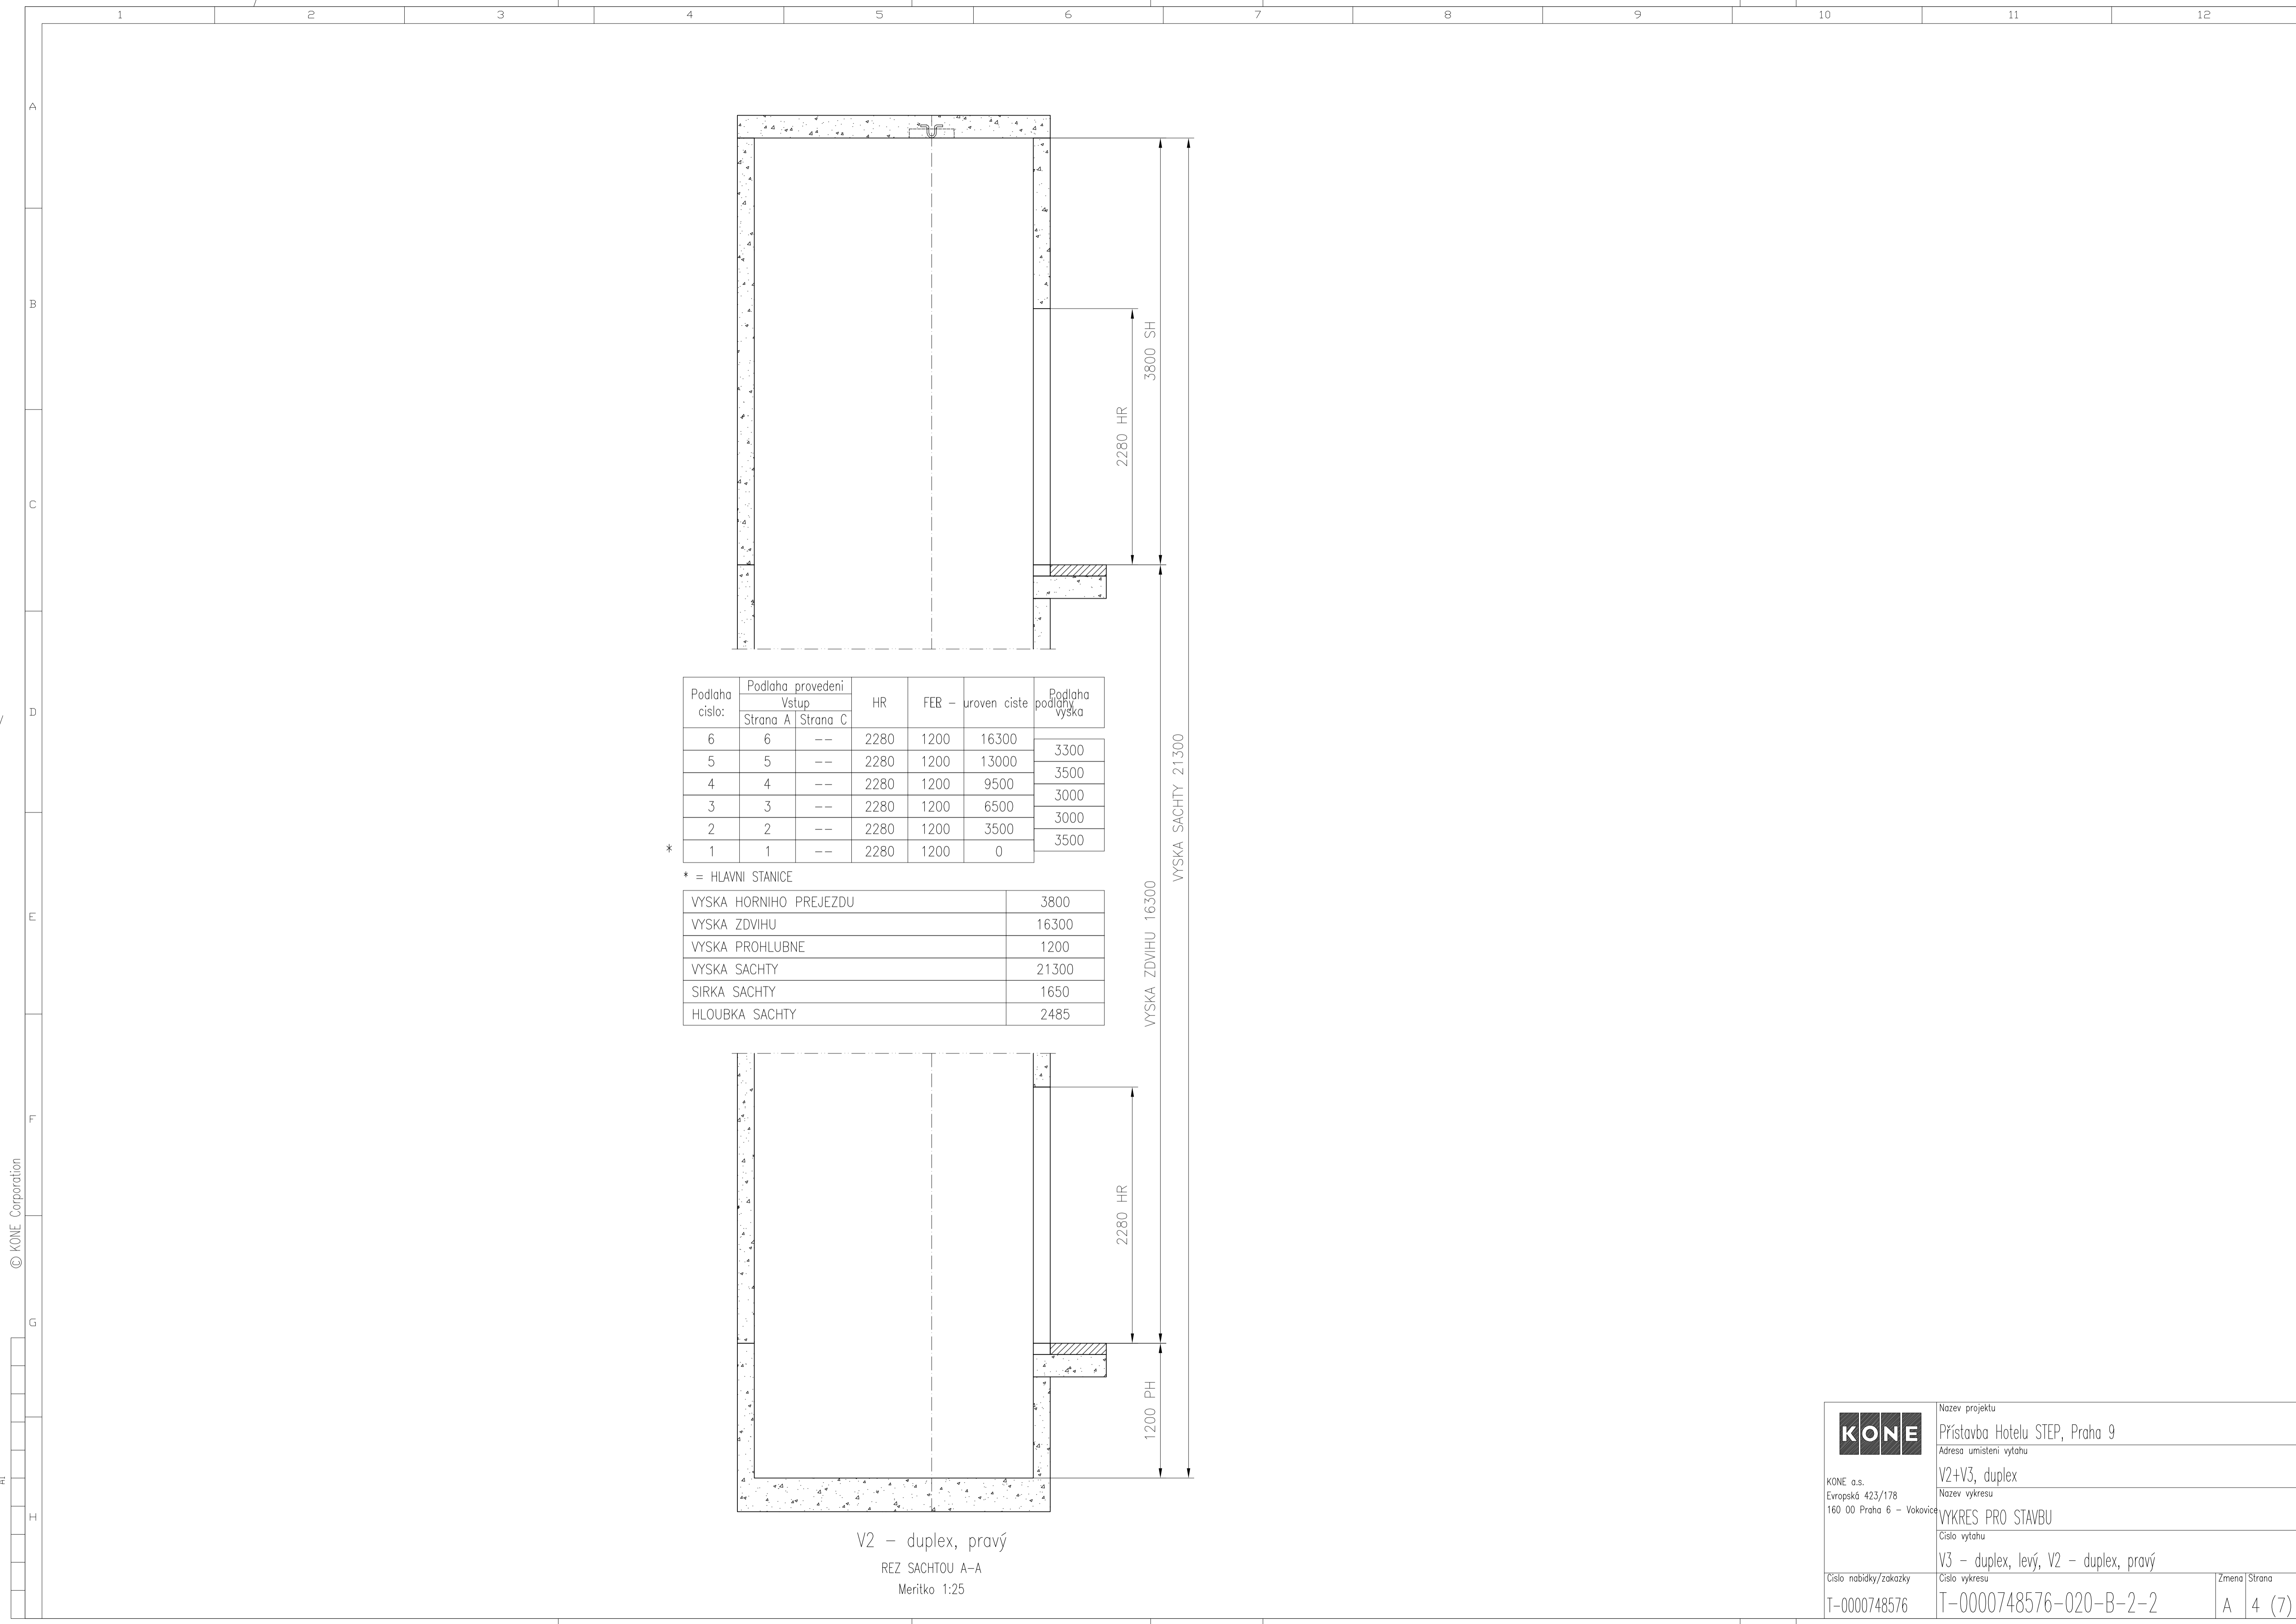 1 2 3 4 5 6 7 8 9 10 11 12
A
B
C
D
E
F
G
H
3800 SH
2280 HR
Podlaha cislo:
Podlaha provedeni
Vstup
Strana A
Strana C
HR
FER - uroven ciste podlahy
Podlaha vyska
6 6 -- 2280 1200 16300
3300
5 5 -- 2280 1200 13000
3500
4 4 -- 2280 1200 9500
3000
3 3 -- 2280 1200 6500
3000
2 2 -- 2280 1200 3500
3500
* 1 1 -- 2280 1200 0
* = HLAVNI STANICE
VYSKA HORNIHO PREJEZDU 3800
VYSKA ZDVIHU 16300
VYSKA PROHLUBNE 1200
VYSKA SACHTY 21300
SIRKA SACHTY 1650
HLOUBKA SACHTY 2485
VYSKA SACHTY 21300
VYSKA ZDVIHU 16300
2280 HR
1200 PH
V2 - duplex, pravý
REZ SACHTOU A-A
Meritko 1:25
© KONE Corporation
A1
KONE
KONE a.s.
Evropská 423/178
160 00 Praha 6 - Vokovice
Nazev projektu
Přístavba Hotelu STEP, Praha 9
Adresa umisteni vytahu
V2+V3, duplex
Nazev vykresu
VYKRES PRO STAVBU
Cislo vytahu
V3 - duplex, levý, V2 - duplex, pravý
Cislo nabidky/zakazky
T-0000748576
Cislo vykresu
T-0000748576-020-B-2-2
Zmena
A
Strana
4 (7)